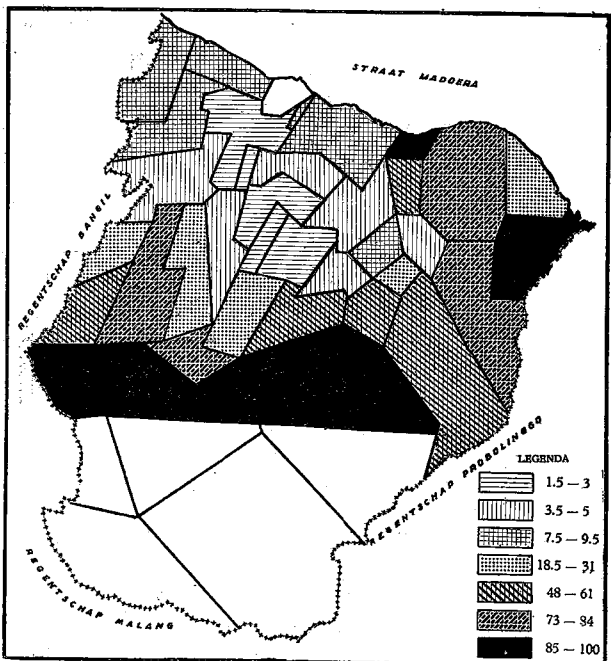 STRAAT MADOERA
REGENTSCHAP BANGIL
REGENTSCHAP PROBOLINGGO
REGENTSCHAP MALANG
LEGENDA
1.5 — 3
3.5 — 5
7.5 — 9.5
18.5 — 31
48 — 61
73 — 84
85 — 100